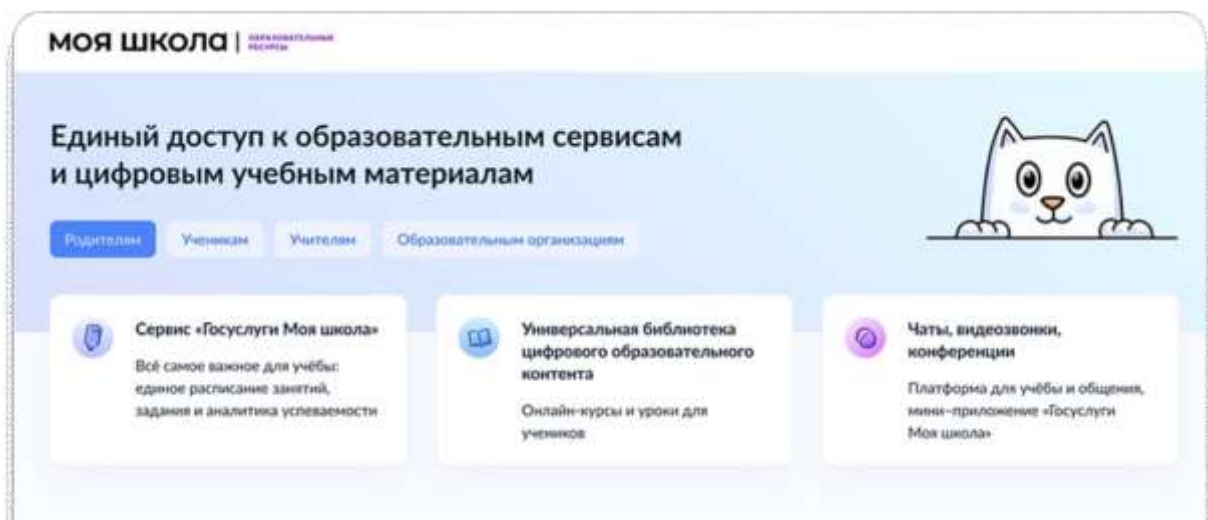 МОЯ ШКОЛА | ОБРАЗОВАТЕЛЬНЫЕ
РЕСУРСЫ
Единый доступ к образовательным сервисам
и цифровым учебным материалам
Родителям Ученикам Учителям Образовательным организациям
Сервис «Госуслуги Моя школа»
Всё самое важное для учёбы:
единое расписание занятий,
задания и аналитика успеваемости
Универсальная библиотека
цифрового образовательного
контента
Онлайн-курсы и уроки для
учеников
Чаты, видеозвонки,
конференции
Платформа для учёбы и общения,
мини-приложение «Госуслуги
Моя школа»